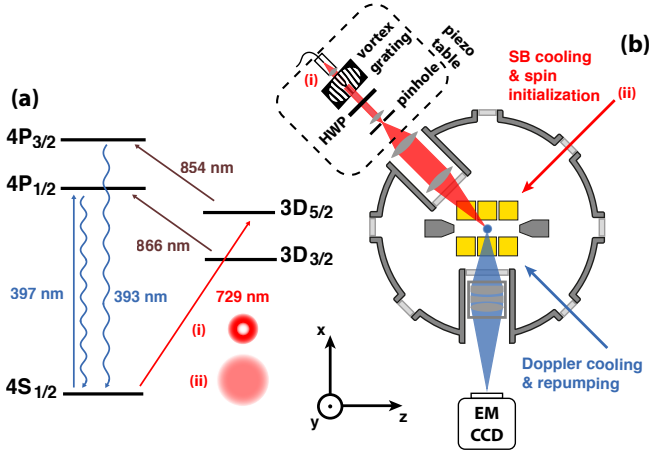 (a)
4P3/2
4P1/2
854 nm
3D5/2
866 nm
3D3/2
397 nm
393 nm
729 nm
(i)
(ii)
4S1/2
x
y
z
(b)
(i)
vortex
grating
piezo
table
HWP
pinhole
SB cooling
& spin
initialization
(ii)
Doppler cooling
& repumping
EM
CCD